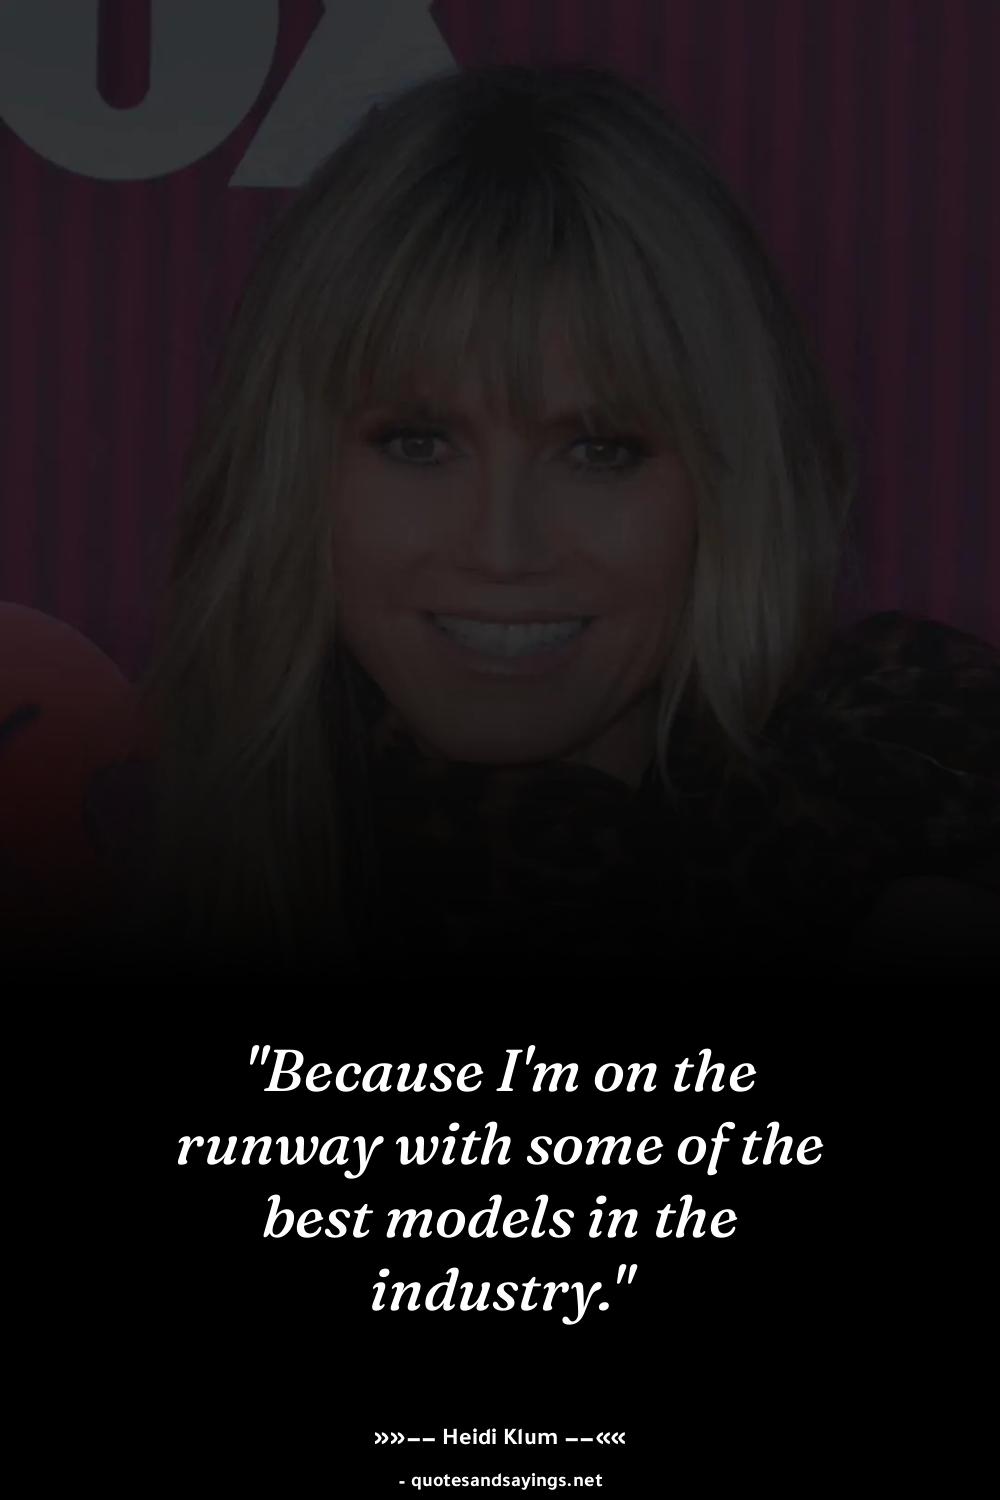 "Because I'm on the
runway with some of the
best models in the
industry."
»»–– Heidi Klum ––««
- quotesandsayings.net